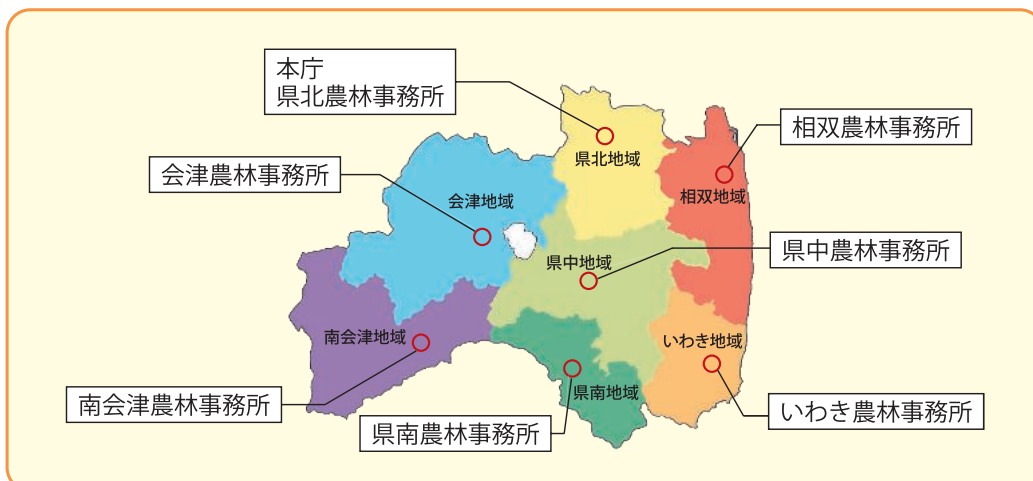 本庁
県北農林事務所
相双農林事務所
県北地域
会津農林事務所
相双地域
会津地域
県中農林事務所
県中地域
南会津地域
いわき地域
県南地域
南会津農林事務所
いわき農林事務所
県南農林事務所